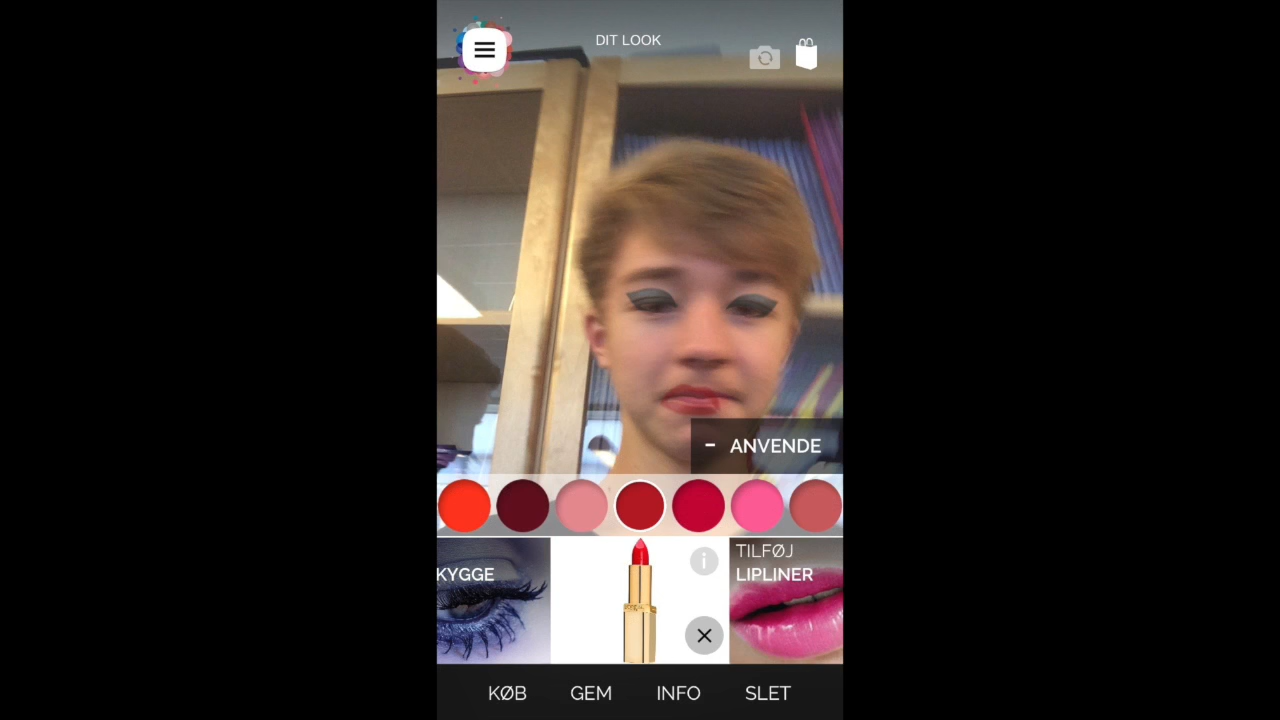 DIT LOOK
- ANVENDE
KYGGE
TILFØJ
LIPLINER
KØB GEM INFO SLET